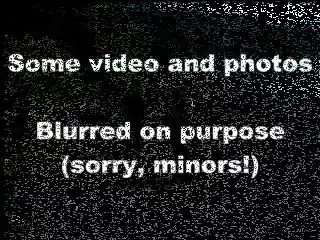 Some video and photos
Blurred on purpose
(sorry, minors!)